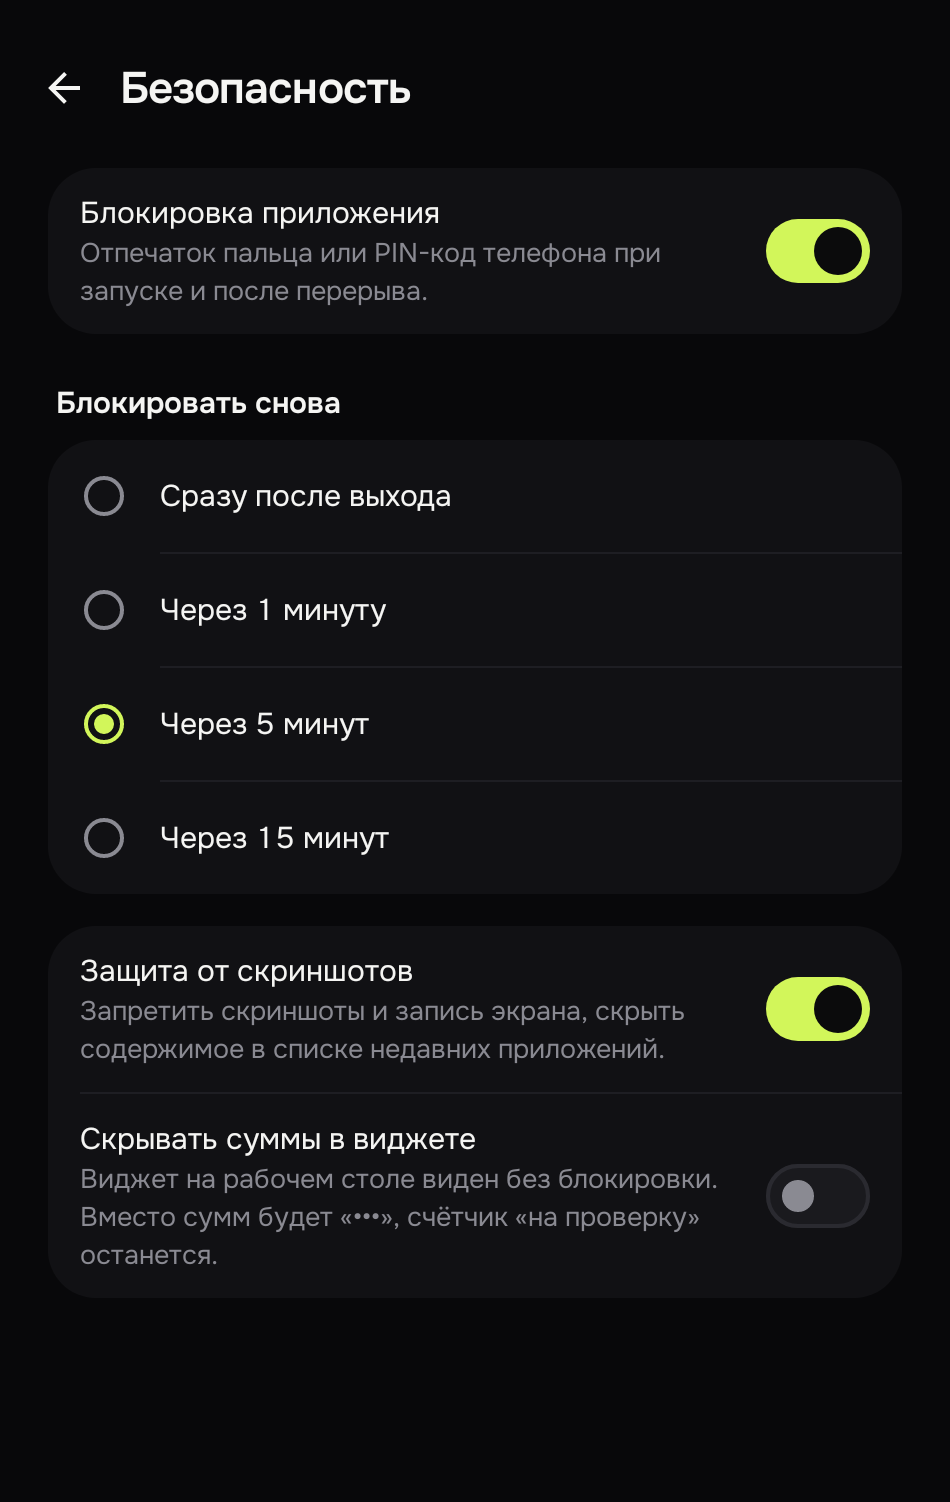 Безопасность
Блокировка приложения
Отпечаток пальца или PIN-код телефона при
запуске и после перерыва.
Блокировать снова
Сразу после выхода
Через 1 минуту
Через 5 минут
Через 15 минут
Защита от скриншотов
Запретить скриншоты и запись экрана, скрыть
содержимое в списке недавних приложений.
Скрывать суммы в виджете
Виджет на рабочем столе виден без блокировки.
Вместо сумм будет «•••», счётчик «на проверку»
останется.